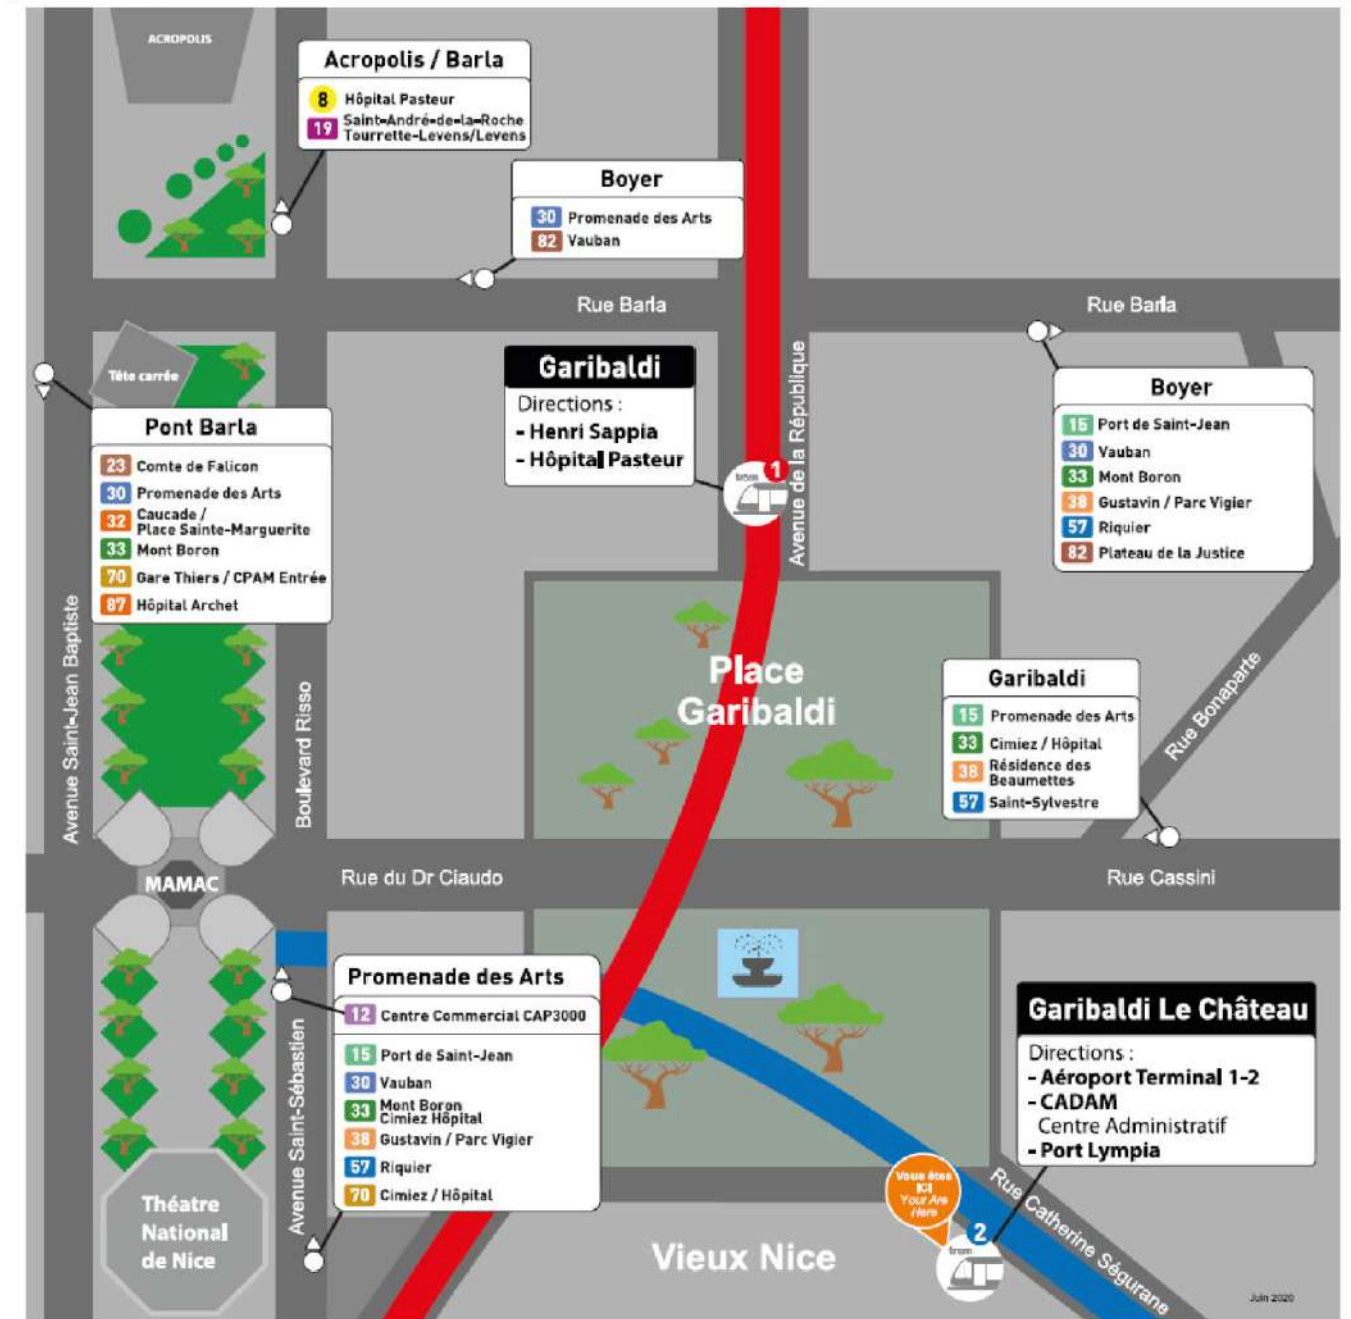 ACROPOLIS
Acropolis / Barla
8 Hôpital Pasteur
19 Saint-André-de-la-Roche
Tourrette-Levens/Levens
Boyer
30 Promenade des Arts
82 Vauban
Rue Barla
Rue Barla
Tête carrée
Garibaldi
Directions :
- Henri Sappia
- Hôpital Pasteur
tram 1
Avenue de la République
Boyer
15 Port de Saint-Jean
30 Vauban
33 Mont Boron
38 Gustavin / Parc Vigier
57 Riquier
82 Plateau de la Justice
Pont Barla
23 Comte de Falicon
30 Promenade des Arts
32 Caucade /
Place Sainte-Marguerite
33 Mont Boron
70 Gare Thiers / CPAM Entrée
87 Hôpital Archet
Avenue Saint-Jean Baptiste
Boulevard Risso
Place
Garibaldi
Garibaldi
15 Promenade des Arts
33 Cimiez / Hôpital
38 Résidence des
Beaumettes
57 Saint-Sylvestre
Rue Bonaparte
MAMAC
Rue du Dr Ciaudo
Rue Cassini
Promenade des Arts
12 Centre Commercial CAP3000
15 Port de Saint-Jean
30 Vauban
33 Mont Boron
Cimiez Hôpital
38 Gustavin / Parc Vigier
57 Riquier
70 Cimiez / Hôpital
Avenue Saint-Sébastien
Garibaldi Le Château
Directions :
- Aéroport Terminal 1-2
- CADAM
Centre Administratif
- Port Lympia
Vous êtes
ICI
Your Are
Here
tram 2
Rue Catherine Ségurane
Théatre
National
de Nice
Vieux Nice
Juin 2020